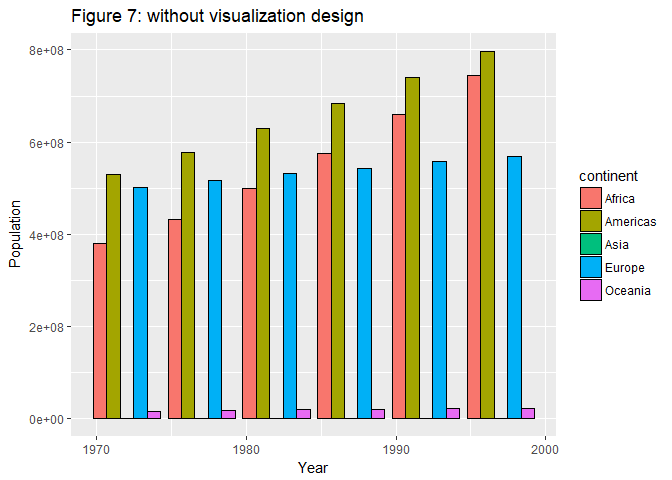 Figure 7: without visualization design
8e+08
6e+08
4e+08
2e+08
0e+00
Population
1970
1980
1990
2000
Year
continent
Africa
Americas
Asia
Europe
Oceania